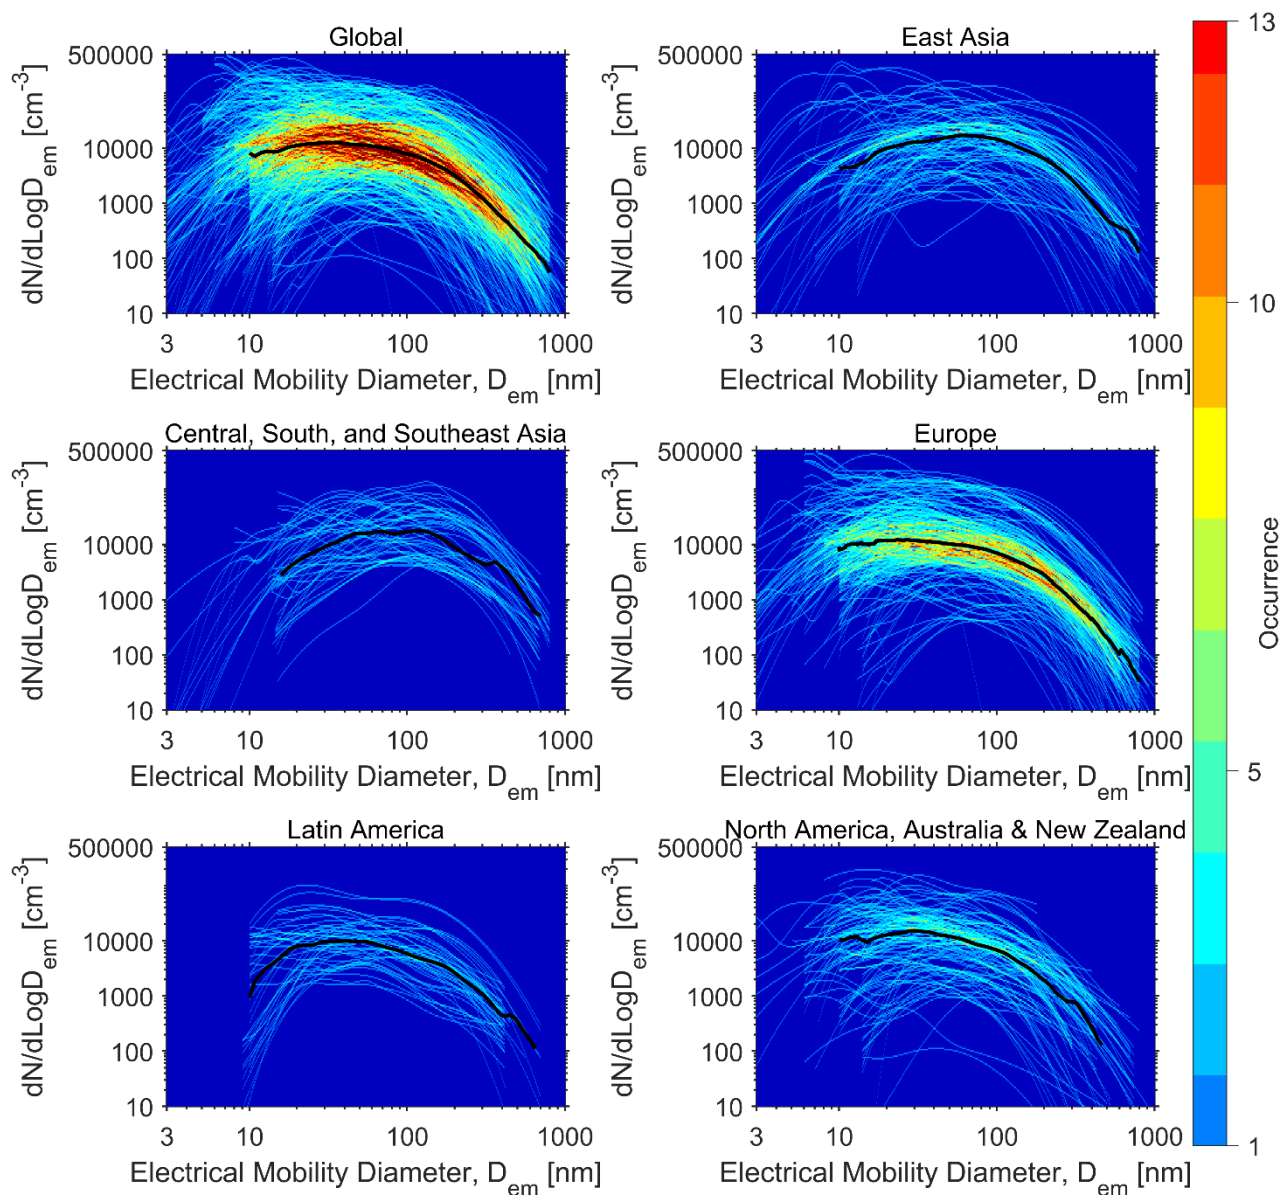 Global
500000
10000
1000
100
10
dN/dLogD_em [cm^-3]
3 10 100 1000
Electrical Mobility Diameter, D_em [nm]
East Asia
500000
10000
1000
100
10
dN/dLogD_em [cm^-3]
3 10 100 1000
Electrical Mobility Diameter, D_em [nm]
Central, South, and Southeast Asia
500000
10000
1000
100
10
dN/dLogD_em [cm^-3]
3 10 100 1000
Electrical Mobility Diameter, D_em [nm]
Europe
500000
10000
1000
100
10
dN/dLogD_em [cm^-3]
3 10 100 1000
Electrical Mobility Diameter, D_em [nm]
Latin America
500000
10000
1000
100
10
dN/dLogD_em [cm^-3]
3 10 100 1000
Electrical Mobility Diameter, D_em [nm]
North America, Australia & New Zealand
500000
10000
1000
100
10
dN/dLogD_em [cm^-3]
3 10 100 1000
Electrical Mobility Diameter, D_em [nm]
13
10
5
1
Occurrence